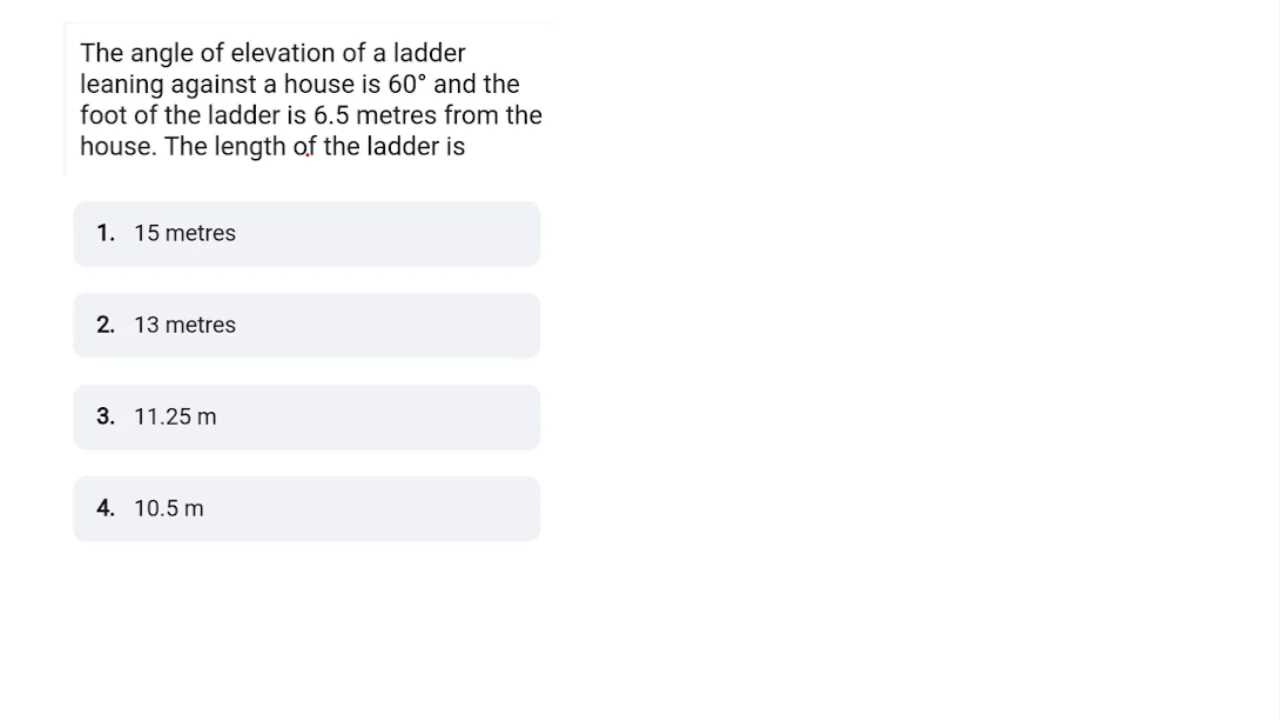 The angle of elevation of a ladder
leaning against a house is 60° and the
foot of the ladder is 6.5 metres from the
house. The length of the ladder is
1. 15 metres
2. 13 metres
3. 11.25 m
4. 10.5 m